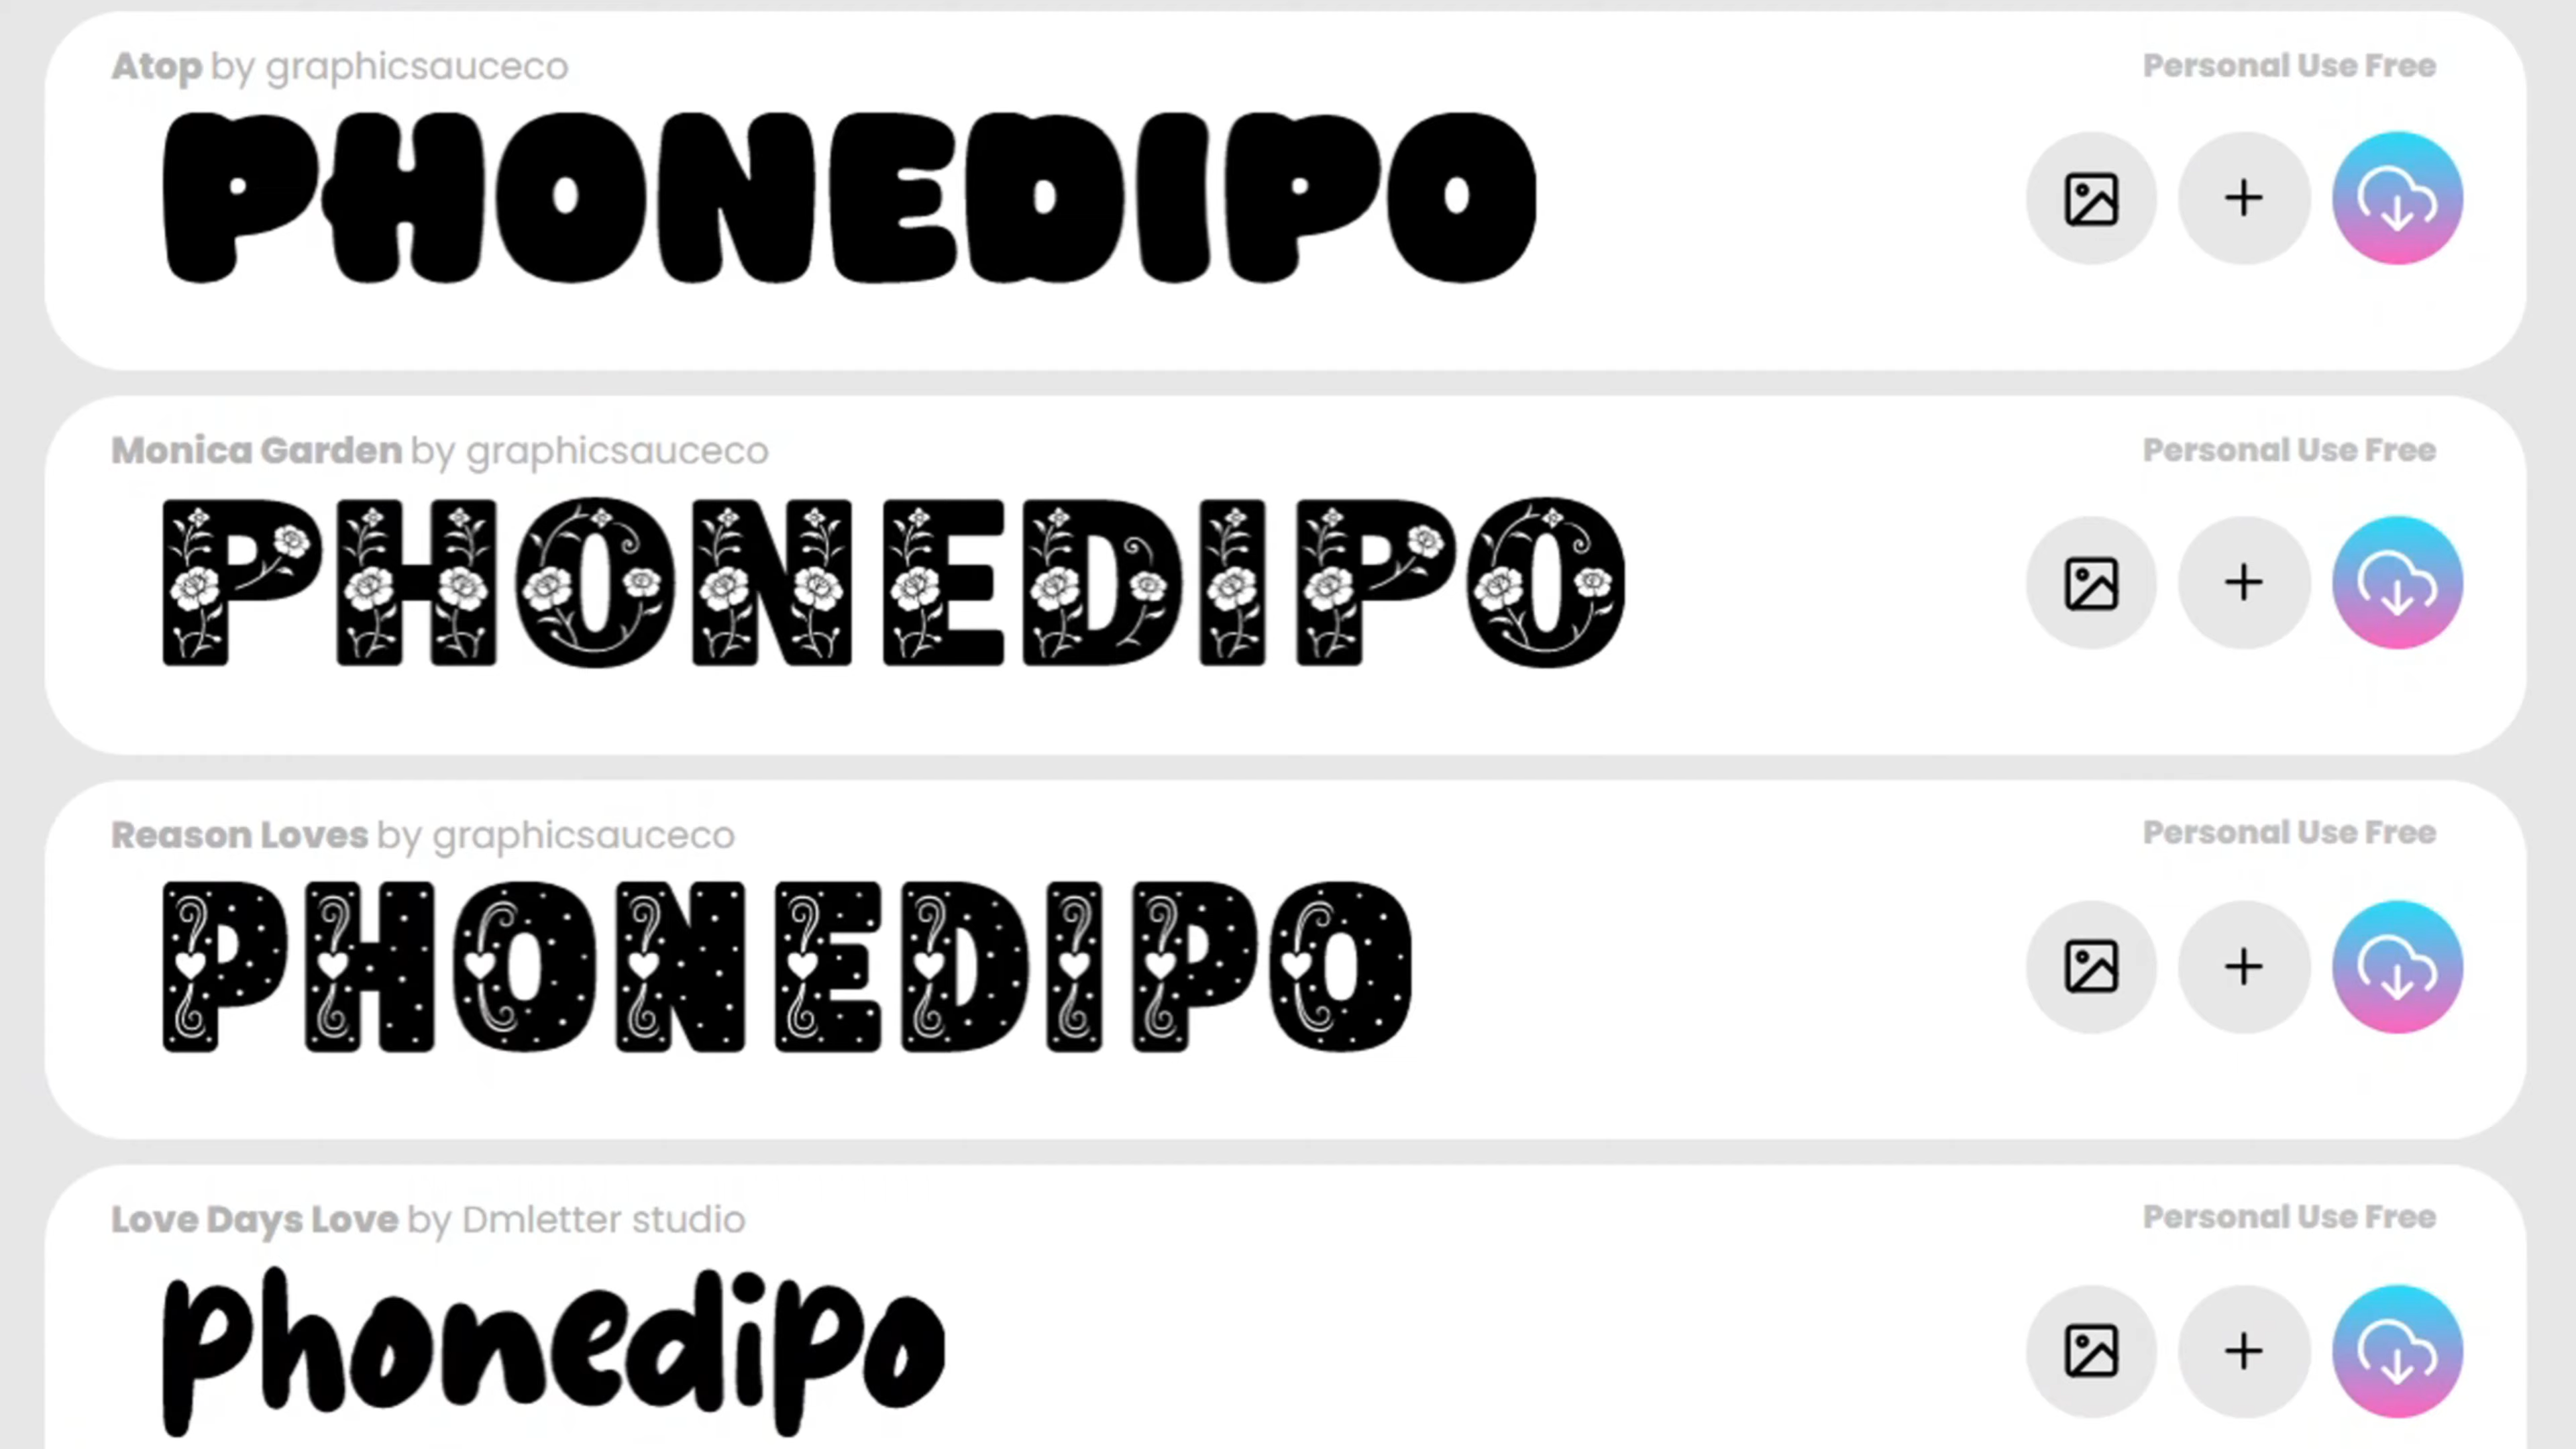 Atop by graphicsauceco
Personal Use Free
PHONEDIPO
Monica Garden by graphicsauceco
Personal Use Free
PHONEDIPO
Reason Loves by graphicsauceco
Personal Use Free
PHONEDIPO
Love Days Love by Dmletter studio
Personal Use Free
phonedipo